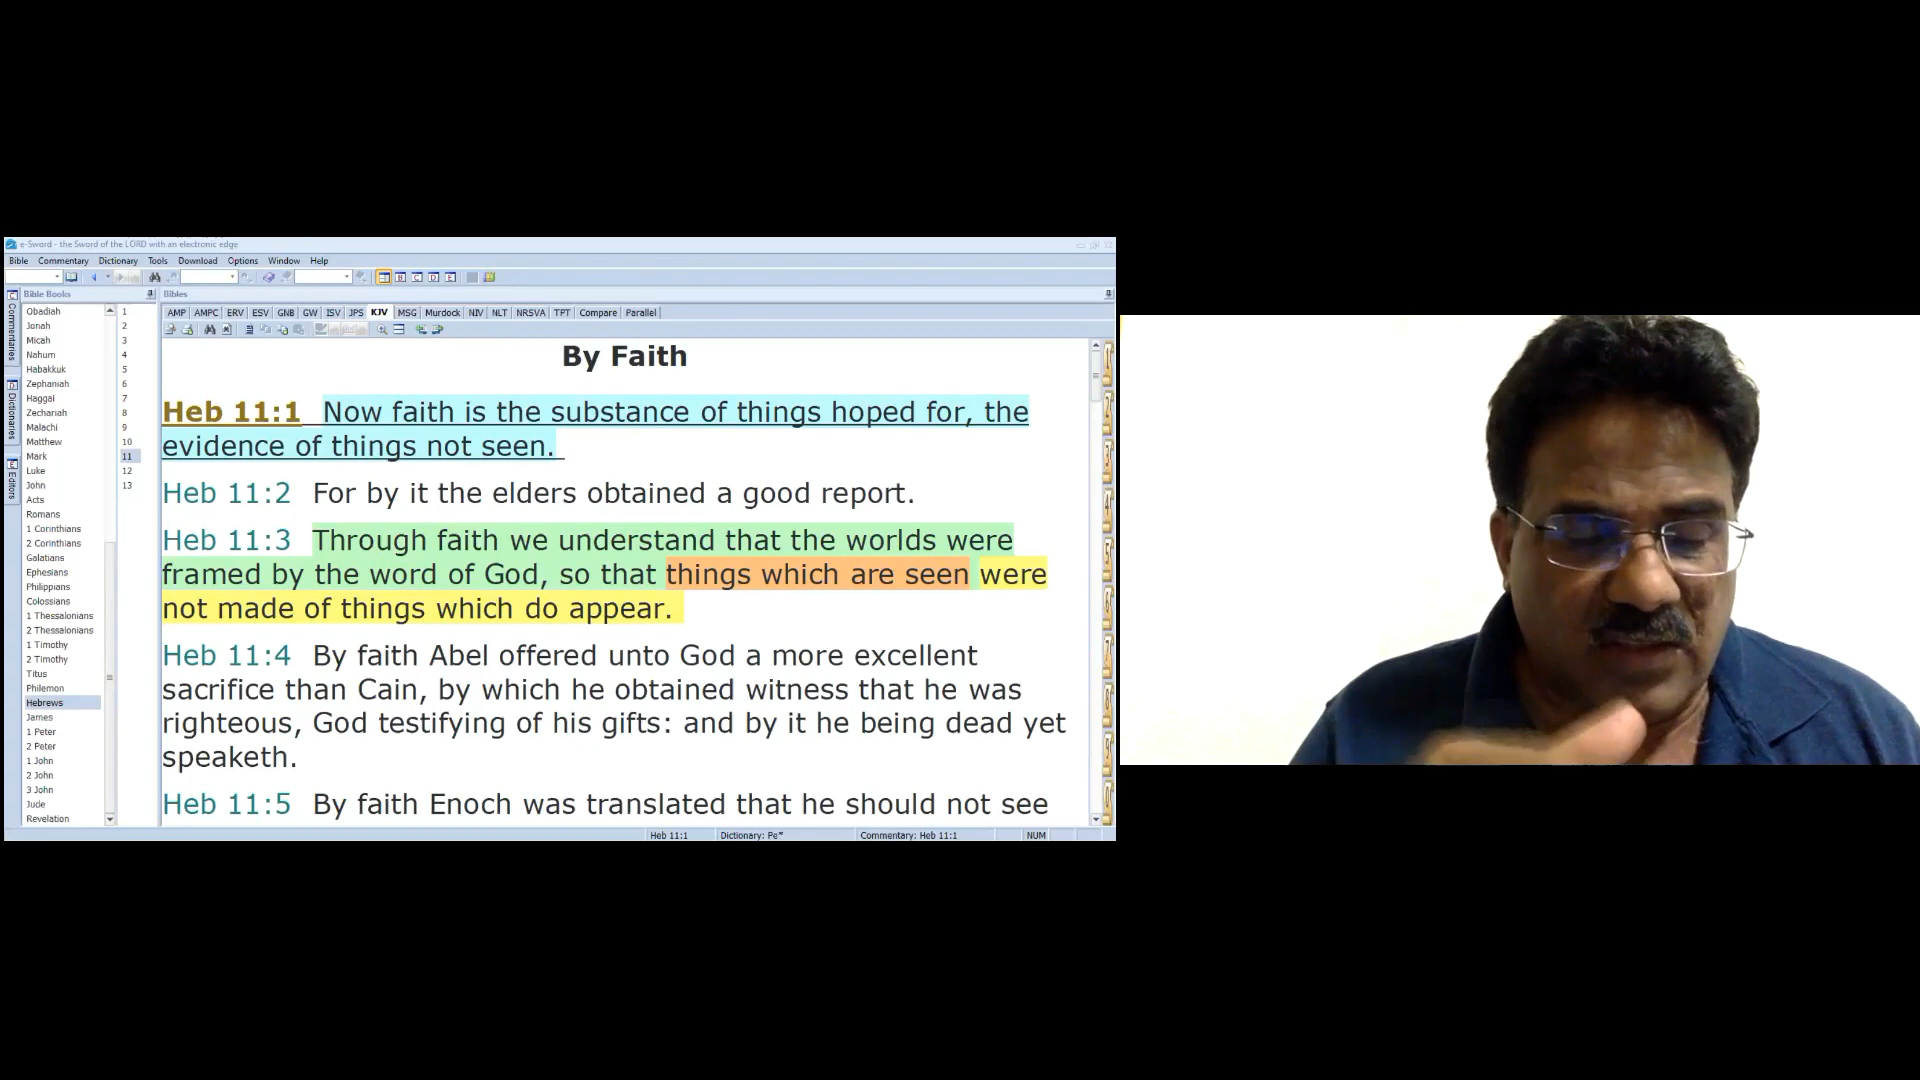 e-Sword - the Sword of the LORD with an electronic edge
Bible Commentary Dictionary Tools Download Options Window Help
Bible Books
Bibles
Commentaries
Dictionaries
Editors
Obadiah
Jonah
Micah
Nahum
Habakkuk
Zephaniah
Haggai
Zechariah
Malachi
Matthew
Mark
Luke
John
Acts
Romans
1 Corinthians
2 Corinthians
Galatians
Ephesians
Philippians
Colossians
1 Thessalonians
2 Thessalonians
1 Timothy
2 Timothy
Titus
Philemon
Hebrews
James
1 Peter
2 Peter
1 John
2 John
3 John
Jude
Revelation
1
2
3
4
5
6
7
8
9
10
11
12
13
AMP AMPC ERV ESV GNB GW ISV JPS KJV MSG Murdock NIV NLT NRSVA TPT Compare Parallel
By Faith
Heb 11:1 Now faith is the substance of things hoped for, the
evidence of things not seen.
Heb 11:2 For by it the elders obtained a good report.
Heb 11:3 Through faith we understand that the worlds were
framed by the word of God, so that things which are seen were
not made of things which do appear.
Heb 11:4 By faith Abel offered unto God a more excellent
sacrifice than Cain, by which he obtained witness that he was
righteous, God testifying of his gifts: and by it he being dead yet
speaketh.
Heb 11:5 By faith Enoch was translated that he should not see
Heb 11:1 Dictionary: Pe* Commentary: Heb 11:1 NUM